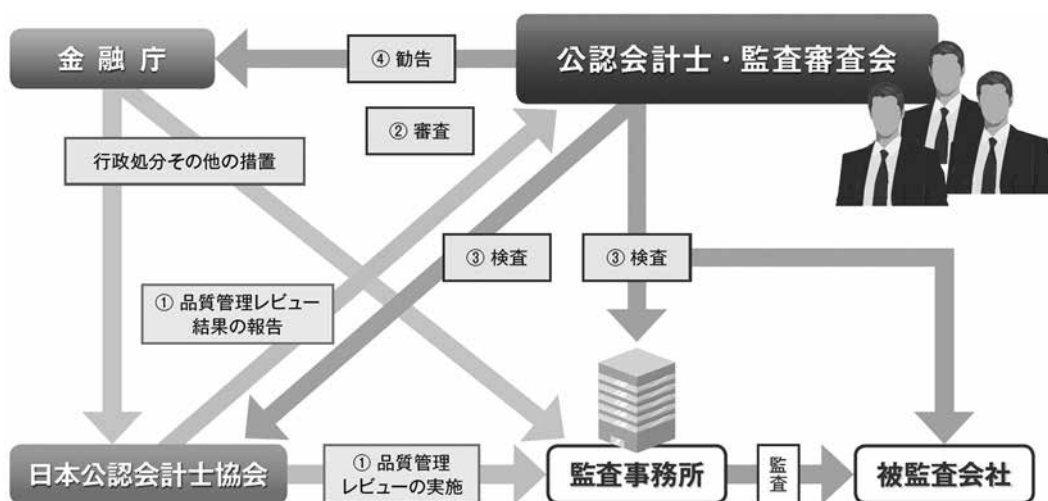 金融庁
④ 勧告
公認会計士・監査審査会
② 審査
行政処分その他の措置
③ 検査
③ 検査
① 品質管理レビュー
結果の報告
日本公認会計士協会
① 品質管理
レビューの実施
監査事務所
監査
被監査会社